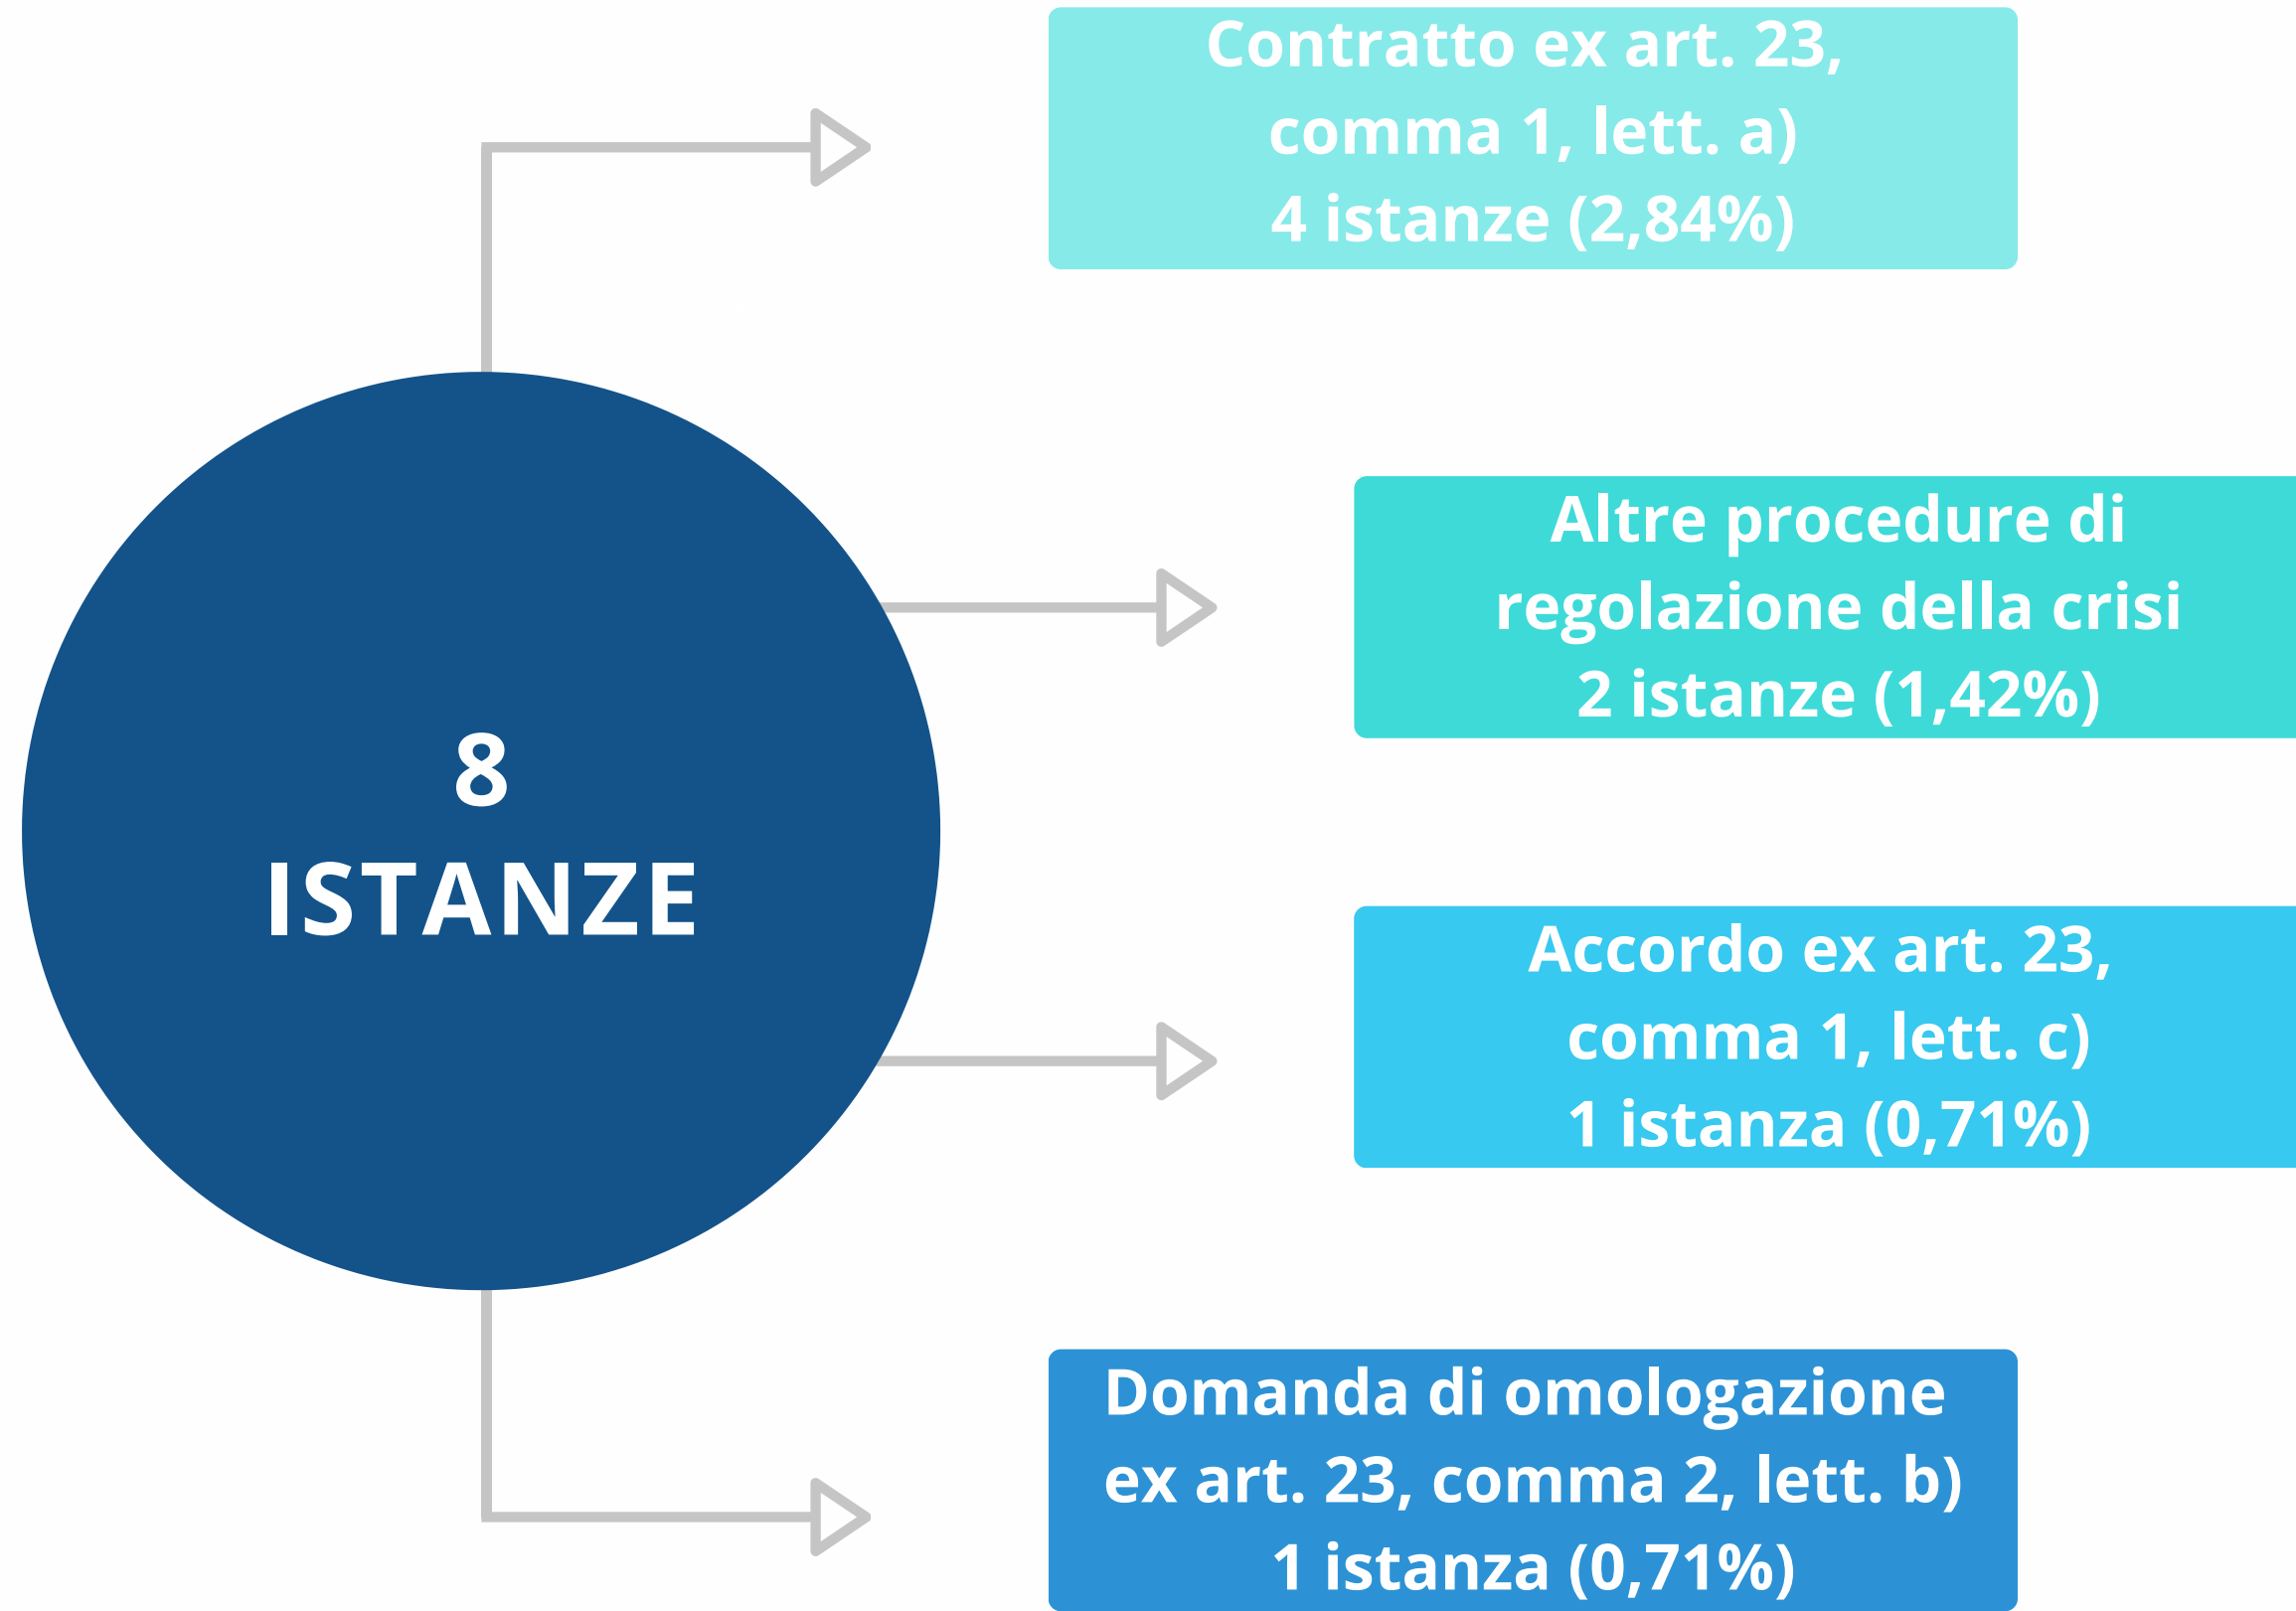 Contratto ex art. 23,
comma 1, lett. a)
4 istanze (2,84%)
Altre procedure di
regolazione della crisi
2 istanze (1,42%)
8
ISTANZE
Accordo ex art. 23,
comma 1, lett. c)
1 istanza (0,71%)
Domanda di omologazione
ex art. 23, comma 2, lett. b)
1 istanza (0,71%)